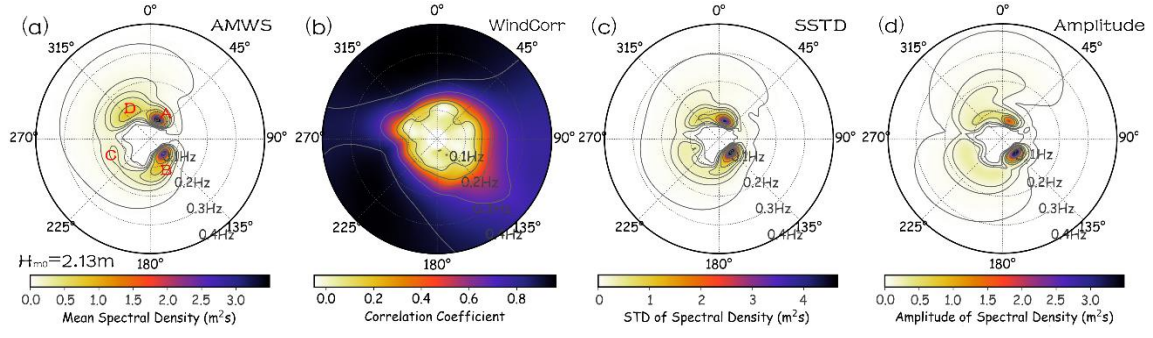 (a) AMWS
0°
315° 45°
A
D
270° 90°
C
0.1Hz
B
0.2Hz
0.3Hz
225° 135°
0.4Hz
180°
Hm0=2.13m
0.0 0.5 1.0 1.5 2.0 2.5 3.0
Mean Spectral Density (m²s)
(b) WindCorr
0°
315° 45°
270° 90°
0.1Hz
0.2Hz
225° 135°
0.4Hz
180°
0.0 0.2 0.4 0.6 0.8
Correlation Coefficient
(c) SSTD
0°
315° 45°
270° 90°
0.1Hz
0.2Hz
0.3Hz
225° 135°
0.4Hz
180°
0 1 2 3 4
STD of Spectral Density (m²s)
(d) Amplitude
0°
315° 45°
270° 90°
1Hz
0.2Hz
0.3Hz
225° 135°
0.4Hz
180°
0.0 0.5 1.0 1.5 2.0 2.5 3.0
Amplitude of Spectral Density (m²s)